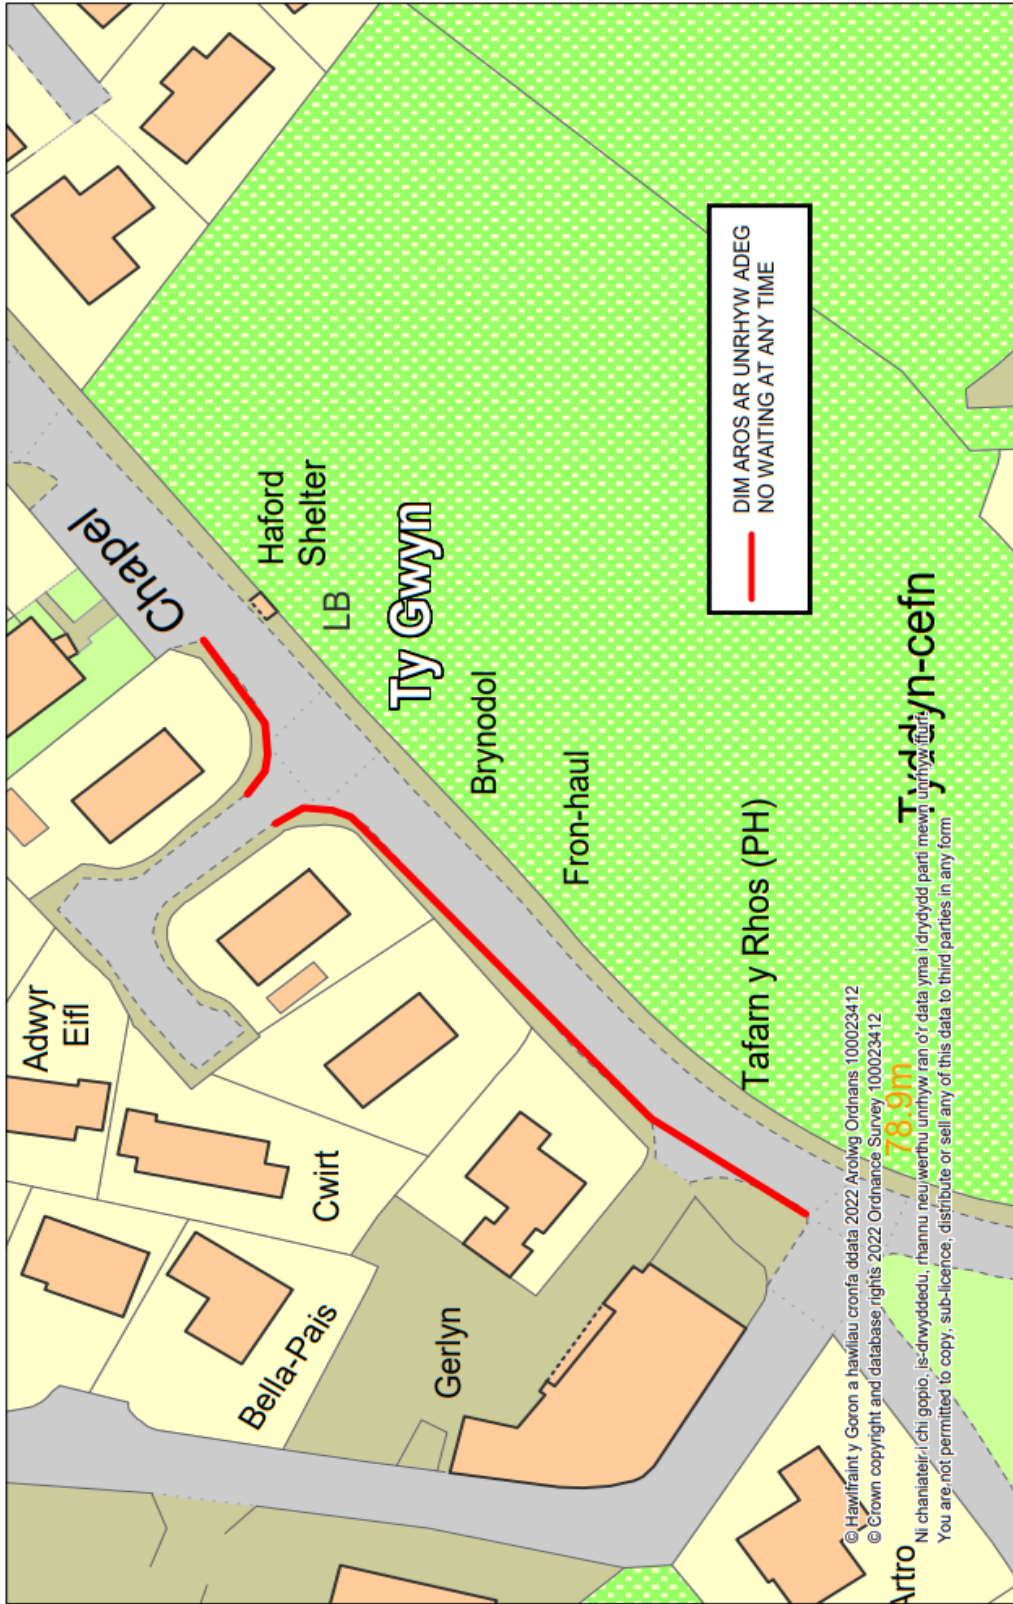 Chapel
Haford
Shelter
LB
Ty Gwyn
Brynodol
Fron-haul
Tafarn y Rhos (PH)
Tyddyn-cefn
DIM AROS AR UNRHYW ADEG
NO WAITING AT ANY TIME
Adwyr
Eifl
Cwirt
Bella-Pais
Gerlyn
Artro
78.9m
© Hawlfraint y Goron a hawliau cronfa ddata 2022 Arolwg Ordnans 100023412
© Crown copyright and database rights 2022 Ordnance Survey 100023412
Ni chaniateir i chi gopio, is-drwyddedu, rhannu neu werthu unrhyw ran o'r data yma i drydydd parti mewn unrhyw ffurf.
You are not permitted to copy, sub-licence, distribute or sell any of this data to third parties in any form